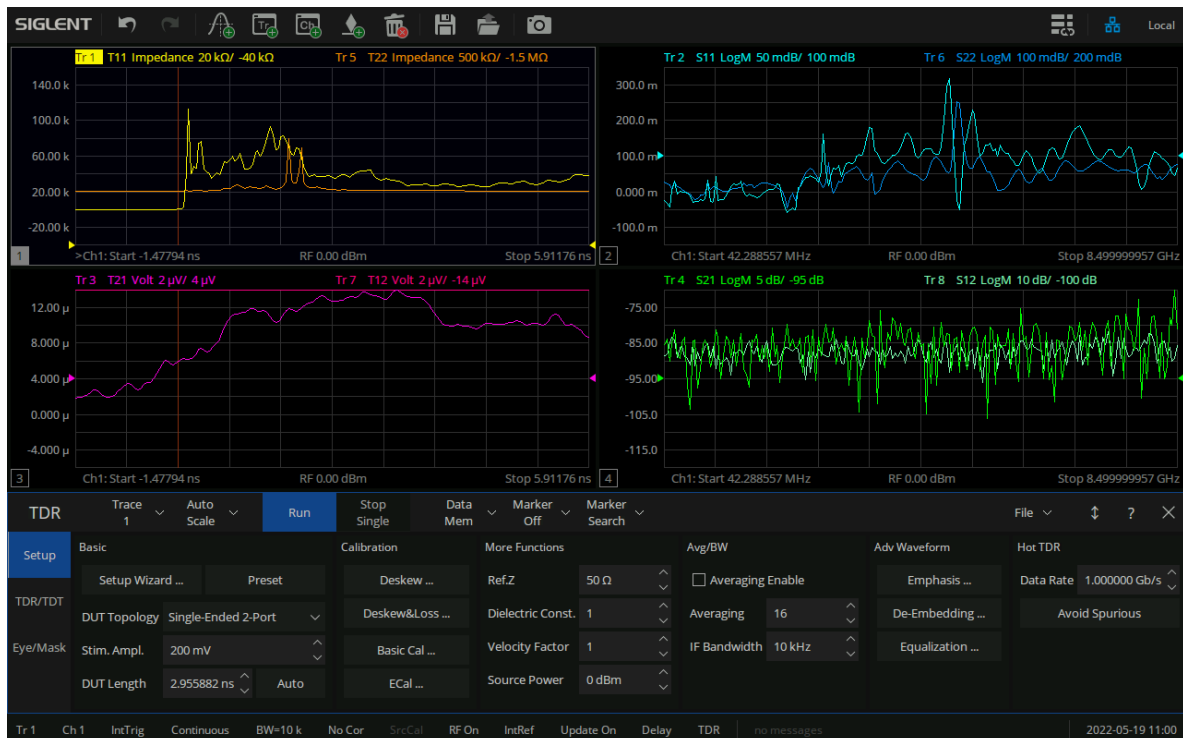 SIGLENT Tr Ch Local
Tr 1 T11 Impedance 20 kΩ/ -40 kΩ Tr 5 T22 Impedance 500 kΩ/ -1.5 MΩ
140.0 k
100.0 k
60.00 k
20.00 k
-20.00 k
1 >Ch1: Start -1.47794 ns RF 0.00 dBm Stop 5.91176 ns
Tr 2 S11 LogM 50 mdB/ 100 mdB Tr 6 S22 LogM 100 mdB/ 200 mdB
300.0 m
200.0 m
100.0 m
0.000 m
-100.0 m
2 Ch1: Start 42.288557 MHz RF 0.00 dBm Stop 8.499999957 GHz
Tr 3 T21 Volt 2 μV/ 4 μV Tr 7 T12 Volt 2 μV/ -14 μV
12.00 μ
8.000 μ
4.000 μ
0.000 μ
-4.000 μ
3 Ch1: Start -1.47794 ns RF 0.00 dBm Stop 5.91176 ns
Tr 4 S21 LogM 5 dB/ -95 dB Tr 8 S12 LogM 10 dB/ -100 dB
-75.00
-85.00
-95.00
-105.0
-115.0
4 Ch1: Start 42.288557 MHz RF 0.00 dBm Stop 8.499999957 GHz
TDR
Trace
1
Auto
Scale
Run
Stop
Single
Data
Mem
Marker
Off
Marker
Search
File ?
Setup
TDR/TDT
Eye/Mask
Basic
Setup Wizard ... Preset
DUT Topology Single-Ended 2-Port
Stim. Ampl. 200 mV
DUT Length 2.955882 ns Auto
Calibration
Deskew ...
Deskew&Loss ...
Basic Cal ...
ECal ...
More Functions
Ref.Z 50 Ω
Dielectric Const. 1
Velocity Factor 1
Source Power 0 dBm
Avg/BW
Averaging Enable
Averaging 16
IF Bandwidth 10 kHz
Adv Waveform
Emphasis ...
De-Embedding ...
Equalization ...
Hot TDR
Data Rate 1.000000 Gb/s
Avoid Spurious
Tr 1 Ch 1 IntTrig Continuous BW=10 k No Cor SrcCal RF On IntRef Update On Delay TDR no messages 2022-05-19 11:00